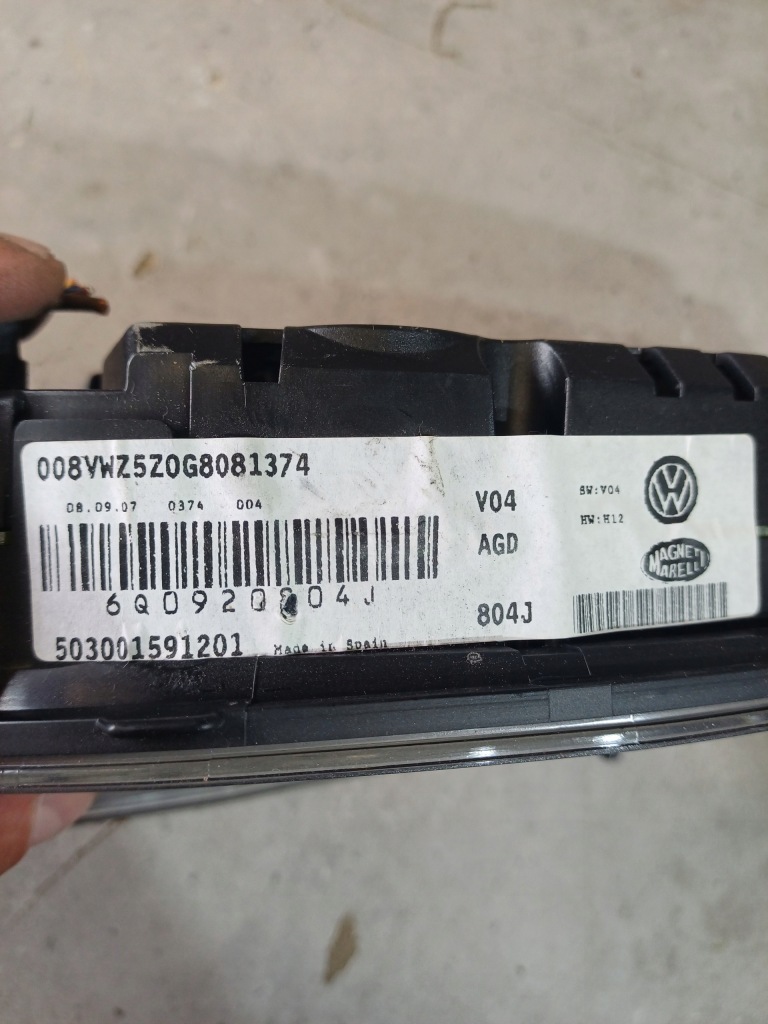 008VWZ5Z0G8081374
08.09.07 0374 004
6Q0920804J
503001591201 Made in Spain
V04
AGD
804J
SW:V04
HW:H12
VW
MAGNETI
MARELLI